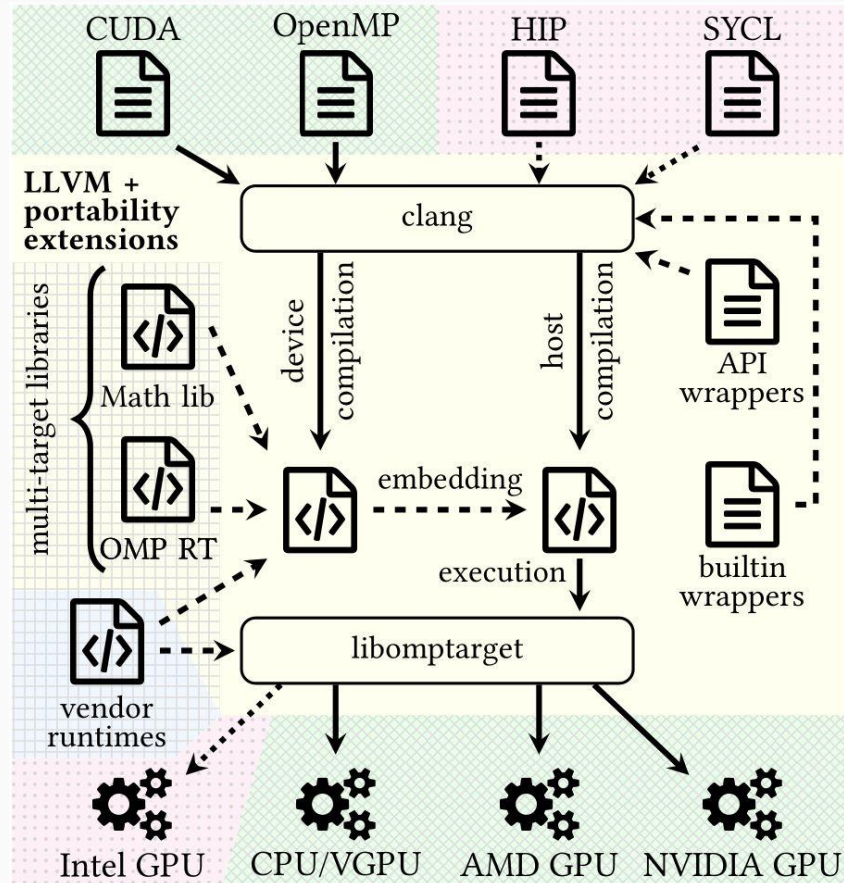 CUDA
OpenMP
HIP
SYCL
LLVM +
portability
extensions
clang
multi-target libraries
Math lib
OMP RT
device
compilation
host
compilation
API
wrappers
embedding
execution
builtin
wrappers
libomptarget
vendor
runtimes
Intel GPU
CPU/VGPU
AMD GPU
NVIDIA GPU